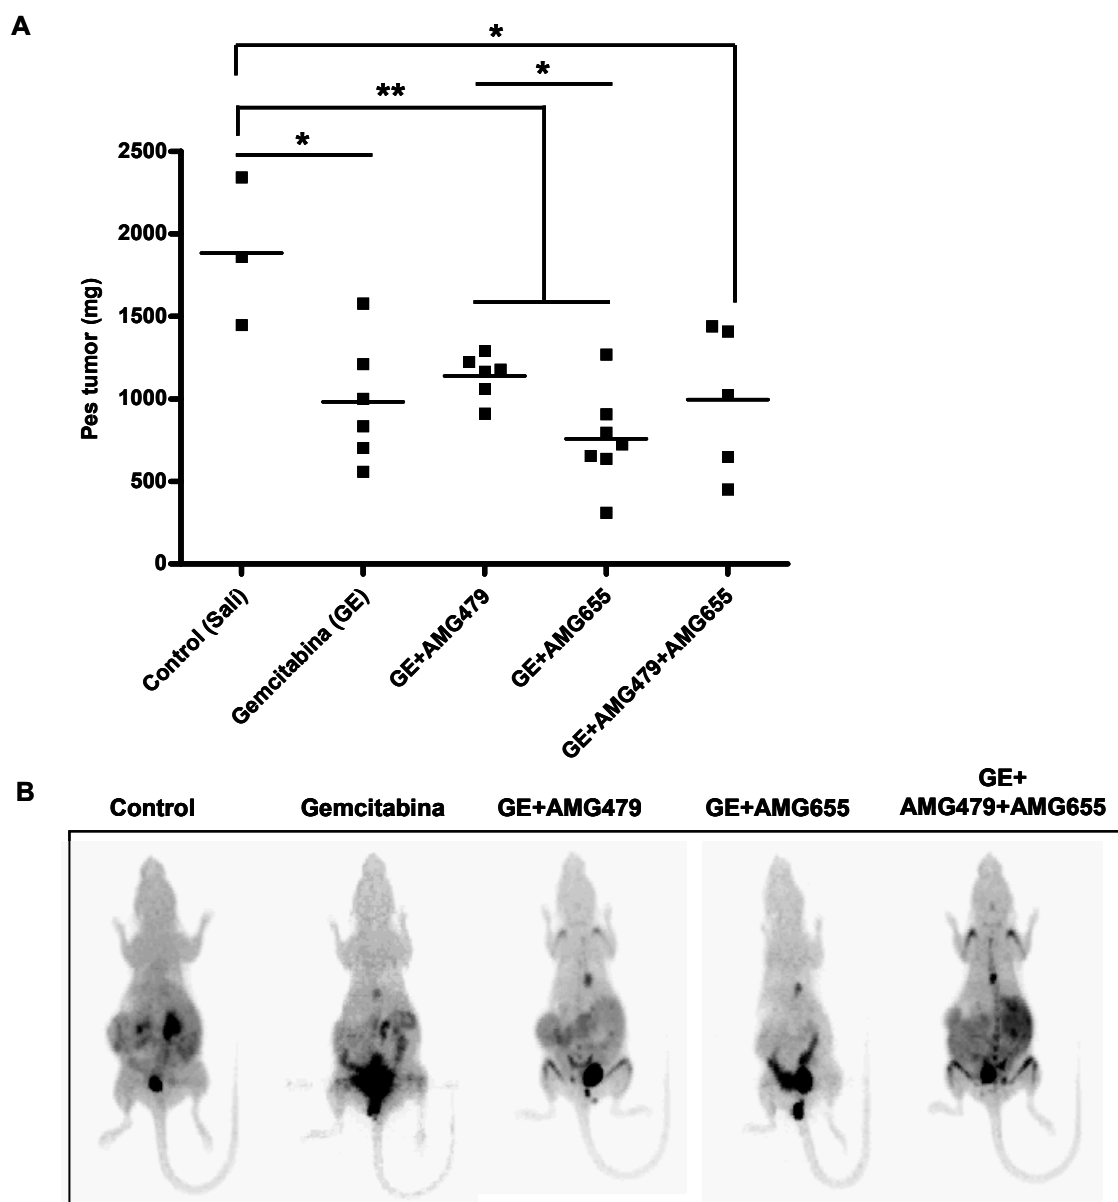 A
*
*
**
*
2500
2000
1500
1000
500
0
Pes tumor (mg)
Control (Salí)
Gemcitabina (GE)
GE+AMG479
GE+AMG655
GE+AMG479+AMG655
B
Control
Gemcitabina
GE+AMG479
GE+AMG655
GE+
AMG479+AMG655